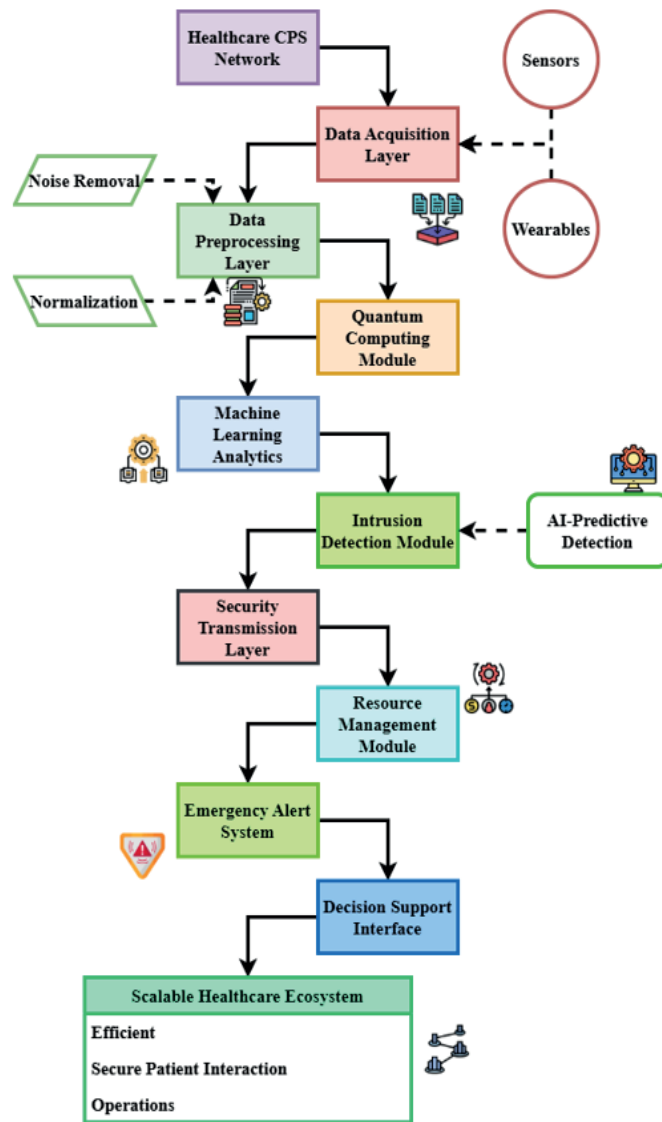 Healthcare CPS
Network
Sensors
Data Acquisition
Layer
Noise Removal
Wearables
Data
Preprocessing
Layer
Normalization
Quantum
Computing
Module
Machine
Learning
Analytics
Intrusion
Detection Module
AI-Predictive
Detection
Security
Transmission
Layer
Resource
Management
Module
Emergency Alert
System
Decision Support
Interface
Scalable Healthcare Ecosystem
Efficient
Secure Patient Interaction
Operations